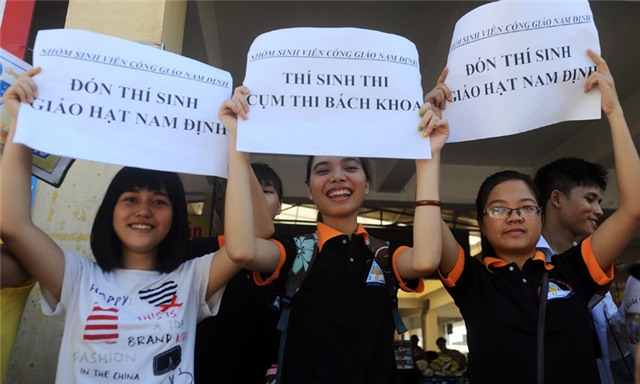 NHÓM SINH VIÊN CÔNG GIÁO NAM ĐỊNH
ĐÓN THÍ SINH
GIÁO HẠT NAM ĐỊNH
NHÓM SINH VIÊN CÔNG GIÁO NAM ĐỊNH
THÍ SINH THI
CỤM THI BÁCH KHOA
NHÓM SINH VIÊN CÔNG GIÁO NAM ĐỊNH
ĐÓN THÍ SINH
GIÁO HẠT NAM ĐỊNH
HAPPY
THIS IS
A TOP
BRAND
FASHION
IN THE CHINA